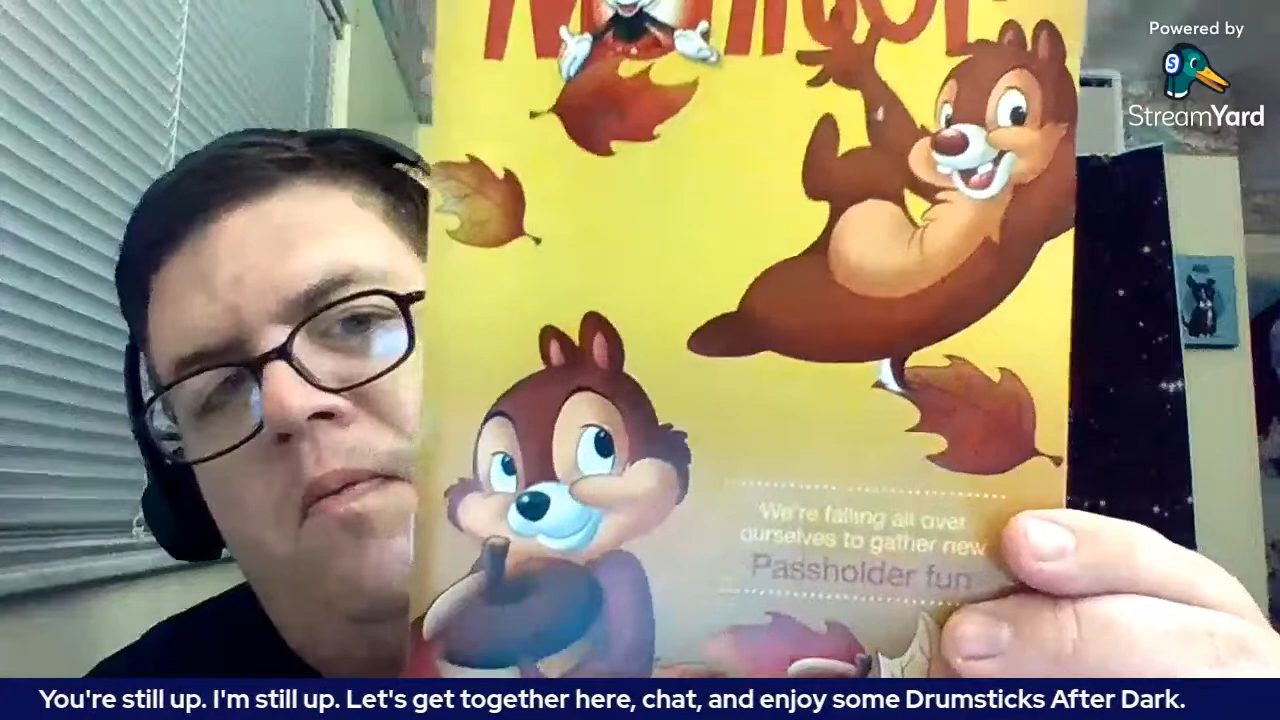 Powered by
StreamYard
We're falling all over
ourselves to gather new
Passholder fun
You're still up. I'm still up. Let's get together here, chat, and enjoy some Drumsticks After Dark.